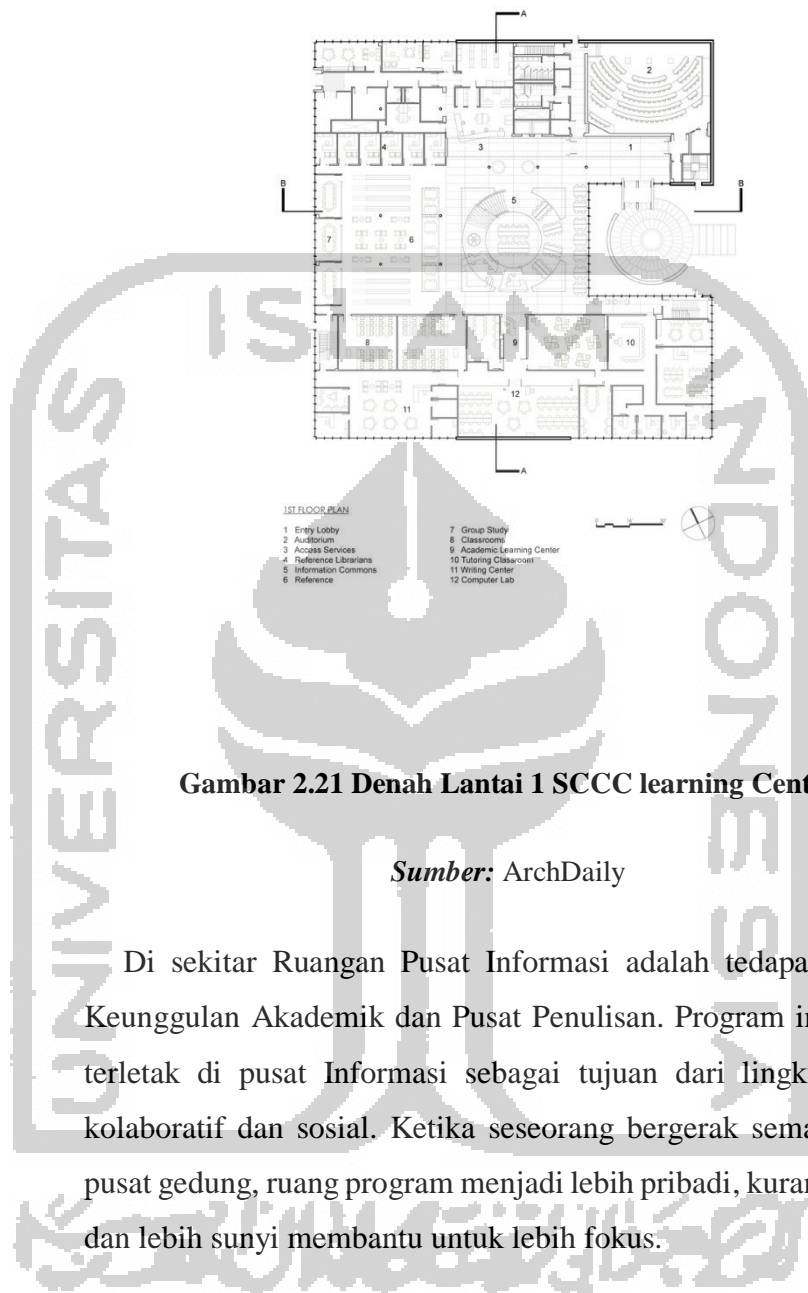 A
2
3
1
4
B
B
5
7
6
8
9
10
12
11
A
1ST FLOOR PLAN
1 Entry Lobby
2 Auditorium
3 Access Services
4 Reference Librarians
5 Information Commons
6 Reference
7 Group Study
8 Classrooms
9 Academic Learning Center
10 Tutoring Classroom
11 Writing Center
12 Computer Lab
UNIVERSITAS
ISLAM
INDONESIA
Gambar 2.21 Denah Lantai 1 SCCC learning Cent
Sumber: ArchDaily
Di sekitar Ruangan Pusat Informasi adalah tedapa
Keunggulan Akademik dan Pusat Penulisan. Program in
terletak di pusat Informasi sebagai tujuan dari lingk
kolaboratif dan sosial. Ketika seseorang bergerak sema
pusat gedung, ruang program menjadi lebih pribadi, kuran
dan lebih sunyi membantu untuk lebih fokus.